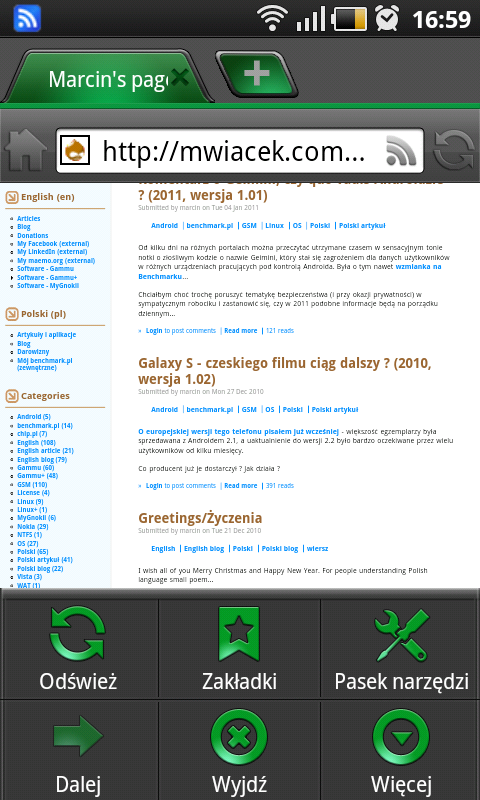 16:59
Marcin's page
http://mwiacek.com...
English (en)
Articles
Blog
Donations
My Facebook (external)
My LinkedIn (external)
My maemo.org (external)
Software - Gammu
Software - Gammu+
Software - MyGnokii
Polski (pl)
Artykuły i aplikacje
Blog
Darowizny
Mój benchmark.pl
(zewnętrzne)
Categories
Android (5)
benchmark.pl (14)
chip.pl (7)
English (108)
English article (21)
English blog (79)
Gammu (60)
Gammu+ (48)
GSM (110)
License (4)
Linux (9)
Linux+ (1)
MyGnokii (6)
Nokia (29)
NTFS (1)
OS (27)
Polski (65)
Polski artykuł (41)
Polski blog (22)
Vista (3)
WAT (1)
? (2011, wersja 1.01)
Submitted by marcin on Tue 04 Jan 2011
Android | benchmark.pl | GSM | Linux | OS | Polski | Polski artykuł
Od kilku dni na różnych portalach można przeczytać utrzymane czasem w sensacyjnym tonie
notki o złośliwym kodzie o nazwie Geimini, który stai się zagrożeniem dla danych użytkowników
w różnych urządzeniach pracujących pod kontrolą Androida. Była o tym nawet wzmianka na
Benchmarku...
Chciałbym choć trochę poruszyć tematykę bezpieczeństwa (i przy okazji prywatności) w
sympatycznym robociku i zastanowić się, czy w 2011 podobne informacje będą na porządku
dziennym...
» Login to post comments | Read more | 121 reads
Galaxy S - czeskiego filmu ciąg dalszy ? (2010,
wersja 1.02)
Submitted by marcin on Mon 27 Dec 2010
Android | benchmark.pl | GSM | OS | Polski | Polski artykuł
O europejskiej wersji tego telefonu pisałem już wcześniej - większość egzemplarzy była
sprzedawana z Androidem 2.1, a uaktualnienie do wersji 2.2 było bardzo oczekiwane przez wielu
użytkowników od kilku miesięcy.
Co producent już je dostarczył ? Jak działa ?
» Login to post comments | Read more | 391 reads
Greetings/Życzenia
Submitted by marcin on Tue 21 Dec 2010
English | English blog | Polski | Polski blog | wiersz
I wish all of you Merry Christmas and Happy New Year. For people understanding Polish
language small poem...
Odśwież
Zakładki
Pasek narzędzi
Dalej
Wyjdź
Więcej